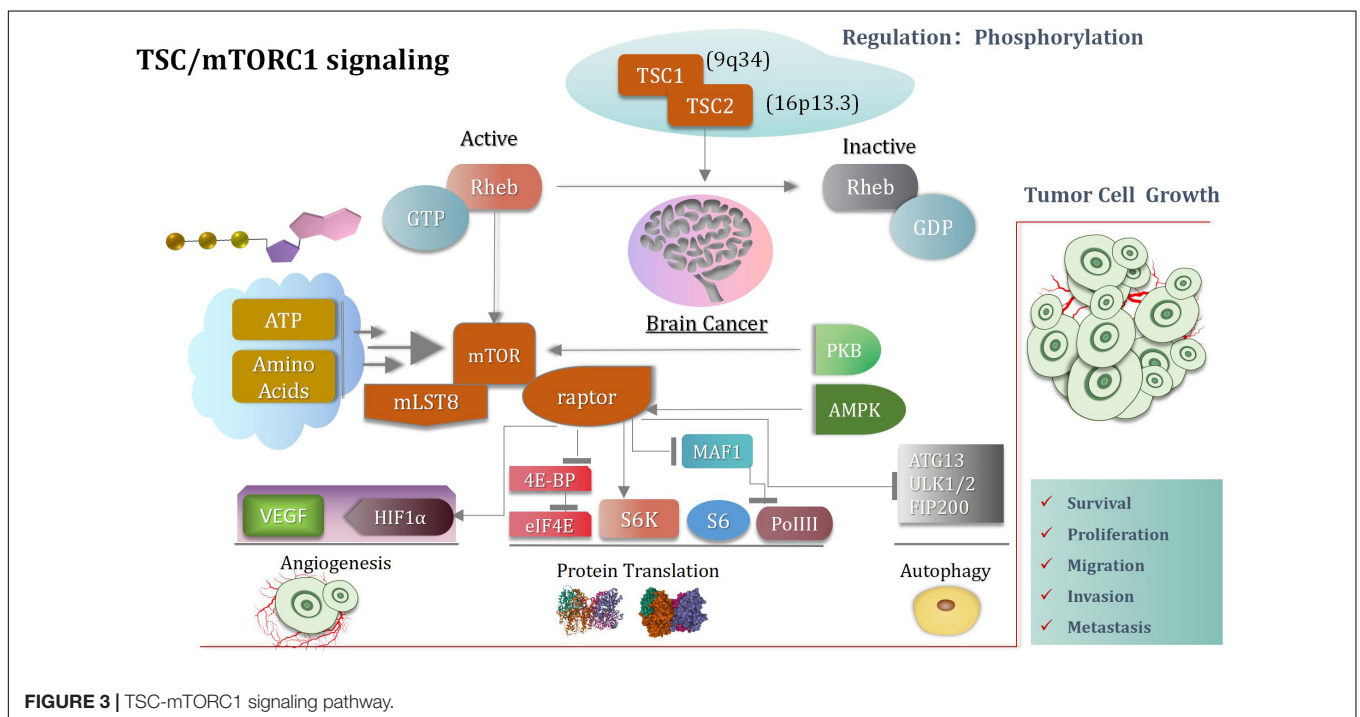 TSC/mTORC1 signaling
Regulation: Phosphorylation
TSC1
(9q34)
TSC2
(16p13.3)
Active
Inactive
Rheb
GTP
Rheb
GDP
Tumor Cell Growth
Brain Cancer
ATP
Amino
Acids
mTOR
mLST8
raptor
PKB
AMPK
MAF1
ATG13
ULK1/2
FIP200
4E-BP
eIF4E
S6K
S6
PolIII
VEGF
HIF1α
Angiogenesis
Protein Translation
Autophagy
✓ Survival
✓ Proliferation
✓ Migration
✓ Invasion
✓ Metastasis
FIGURE 3 | TSC-mTORC1 signaling pathway.